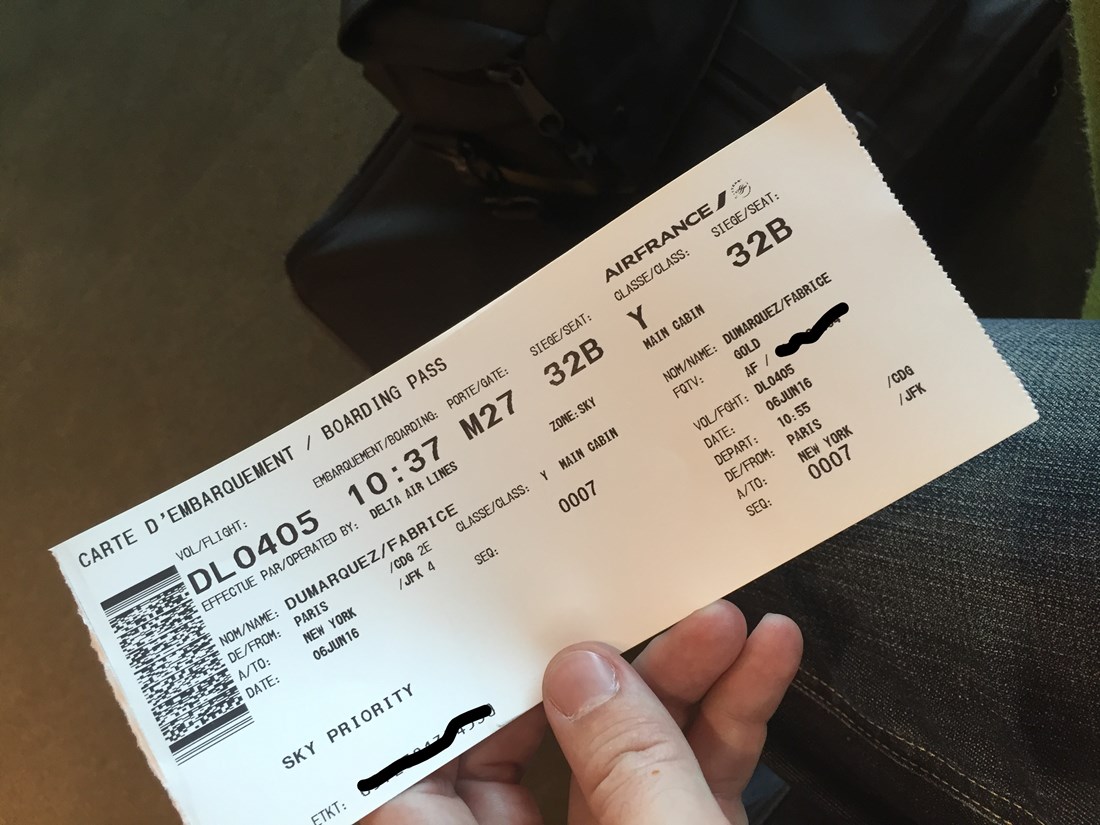 CARTE D'EMBARQUEMENT / BOARDING PASS
VOL/FLIGHT: EMBARQUEMENT/BOARDING: PORTE/GATE: SIEGE/SEAT:
DL0405 10:37 M27 32B
EFFECTUE PAR/OPERATED BY: DELTA AIR LINES ZONE:SKY
NOM/NAME: DUMARQUEZ/FABRICE CLASSE/CLASS: Y MAIN CABIN
DE/FROM: PARIS /CDG 2E SEQ: 0007
A/TO: NEW YORK /JFK 4
DATE: 06JUN16
SKY PRIORITY
ETKT:
AIRFRANCE
CLASSE/CLASS: SIEGE/SEAT:
Y 32B
MAIN CABIN
NOM/NAME: DUMARQUEZ/FABRICE
FQTV: GOLD
AF /
VOL/FGHT: DL0405
DATE: 06JUN16
DEPART: 10:55
DE/FROM: PARIS /CDG
A/TO: NEW YORK /JFK
SEQ: 0007